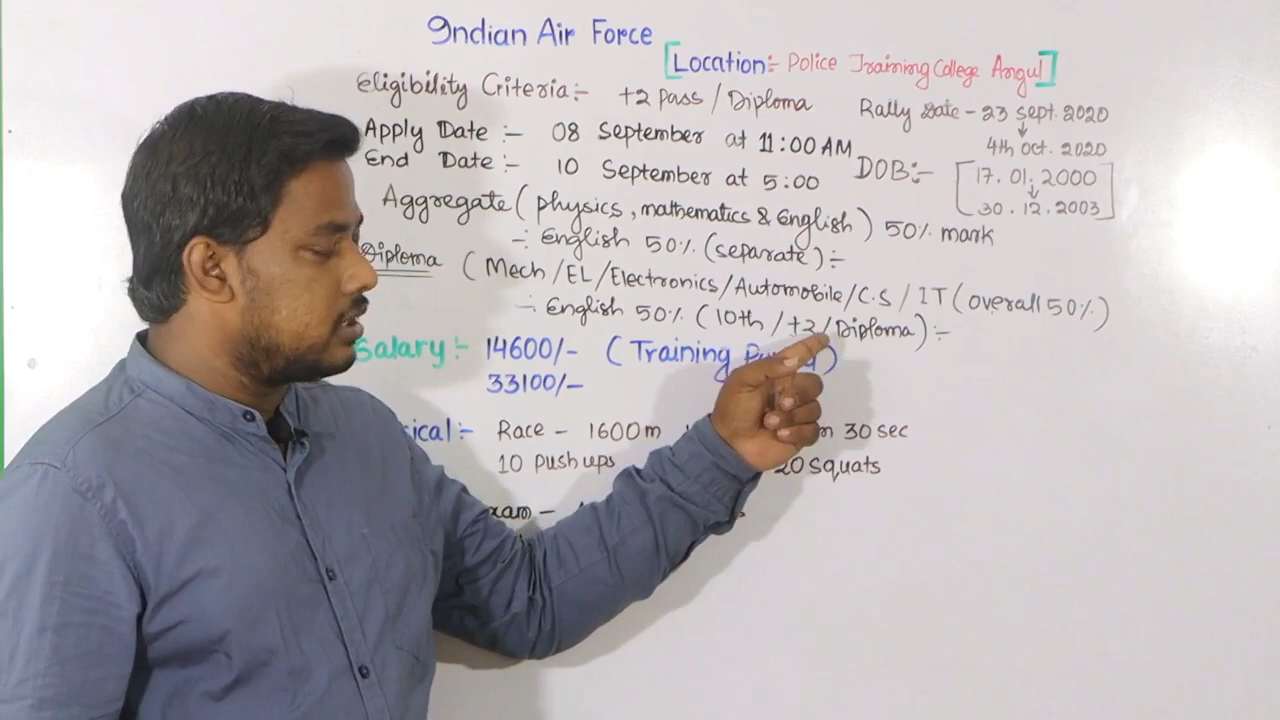 Indian Air Force
[Location:- Police Training College Angul]
Eligibility Criteria:- +2 Pass / Diploma
Rally Date - 23 sept. 2020
4th Oct. 2020
Apply Date :- 08 September at 11:00 AM
End Date :- 10 September at 5:00
DOB:- [17.01.2000
30.12.2003]
Aggregate ( physics, mathematics & English ) 50% mark
-: English 50% (separate) :-
Diploma ( Mech / EL / Electronics / Automobile / C.S / IT (overall 50%)
-: English 50% ( 10th / +2 / Diploma) :-
Salary :- 14600/- ( Training )
33100/-
Race - 1600m 30 sec
10 Push ups 20 Squats